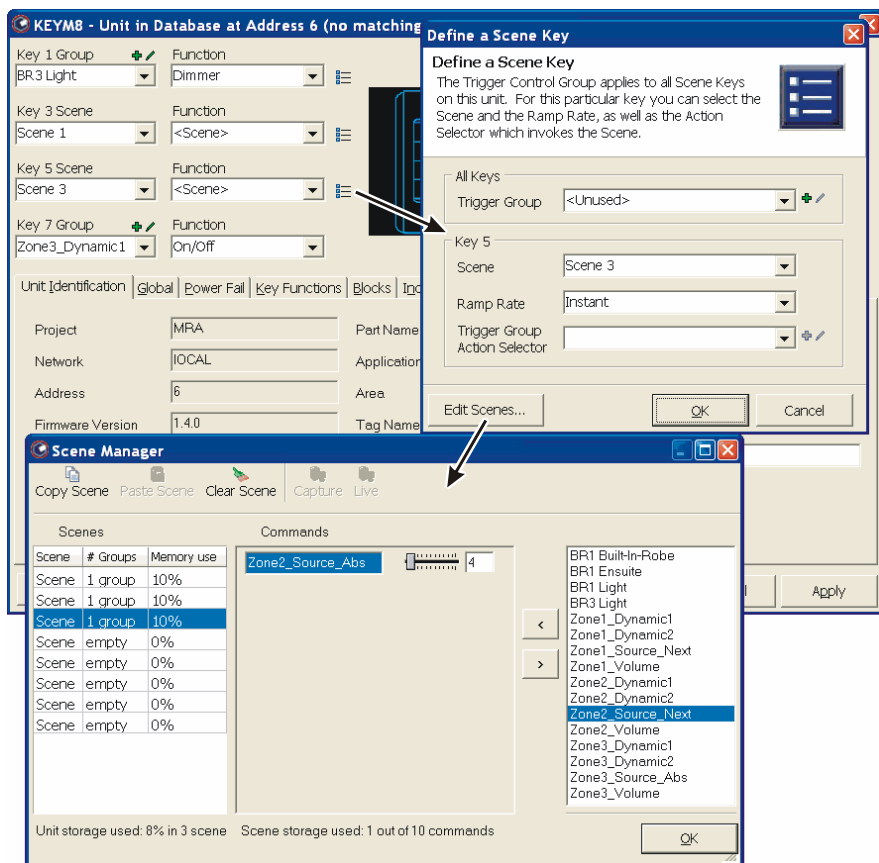 KEYM8 - Unit in Database at Address 6 (no matching
Key 1 Group Function
BR3 Light Dimmer
Key 3 Scene Function
Scene 1 <Scene>
Key 5 Scene Function
Scene 3 <Scene>
Key 7 Group Function
Zone3_Dynamic1 On/Off
Unit Identification Global Power Fail Key Functions Blocks
Project MRA Part Name
Network lOCAL Application
Address 6 Area
Firmware Version 1.4.0 Tag Name
Apply
Define a Scene Key
Define a Scene Key
The Trigger Control Group applies to all Scene Keys
on this unit. For this particular key you can select the
Scene and the Ramp Rate, as well as the Action
Selector which invokes the Scene.
All Keys
Trigger Group <Unused>
Key 5
Scene Scene 3
Ramp Rate Instant
Trigger Group
Action Selector
Edit Scenes... OK Cancel
Scene Manager
Copy Scene Paste Scene Clear Scene Capture Live
Scenes Commands
Scene # Groups Memory use
Scene 1 group 10%
Scene 1 group 10%
Scene 1 group 10%
Scene empty 0%
Scene empty 0%
Scene empty 0%
Scene empty 0%
Scene empty 0%
Zone2_Source_Abs 4
<
>
BR1 Built-In-Robe
BR1 Ensuite
BR1 Light
BR3 Light
Zone1_Dynamic1
Zone1_Dynamic2
Zone1_Source_Next
Zone1_Volume
Zone2_Dynamic1
Zone2_Dynamic2
Zone2_Source_Next
Zone2_Volume
Zone3_Dynamic1
Zone3_Dynamic2
Zone3_Source_Abs
Zone3_Volume
Unit storage used: 8% in 3 scene Scene storage used: 1 out of 10 commands
OK